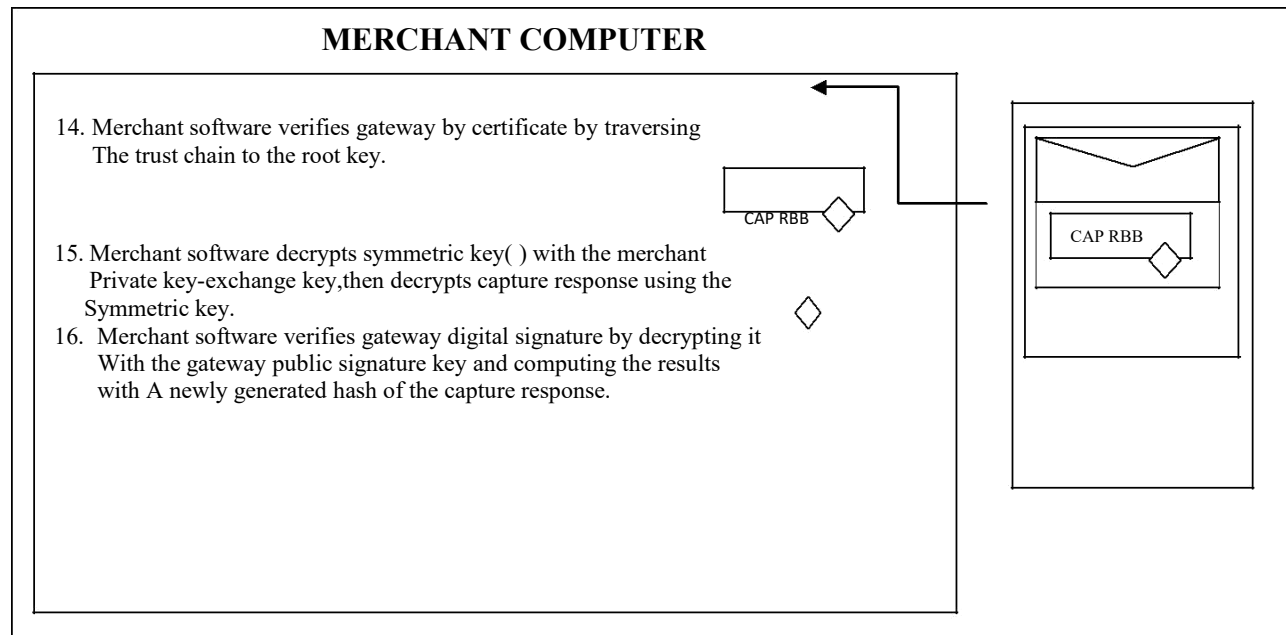 MERCHANT COMPUTER
14. Merchant software verifies gateway by certificate by traversing
The trust chain to the root key.
CAP RBB
15. Merchant software decrypts symmetric key( ) with the merchant
Private key-exchange key,then decrypts capture response using the
Symmetric key.
16. Merchant software verifies gateway digital signature by decrypting it
With the gateway public signature key and computing the results
with A newly generated hash of the capture response.
CAP RBB